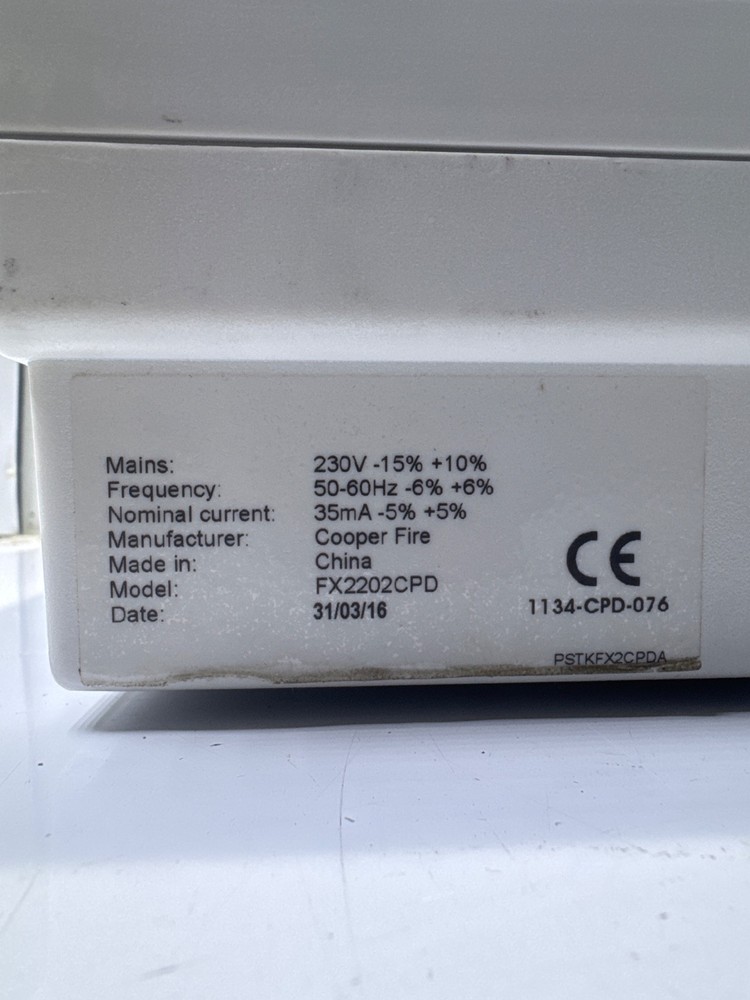 Mains: 230V -15% +10%
Frequency: 50-60Hz -6% +6%
Nominal current: 35mA -5% +5%
Manufacturer: Cooper Fire
Made in: China
Model: FX2202CPD
Date: 31/03/16
CE
1134-CPD-076
PSTKFX2CPDA